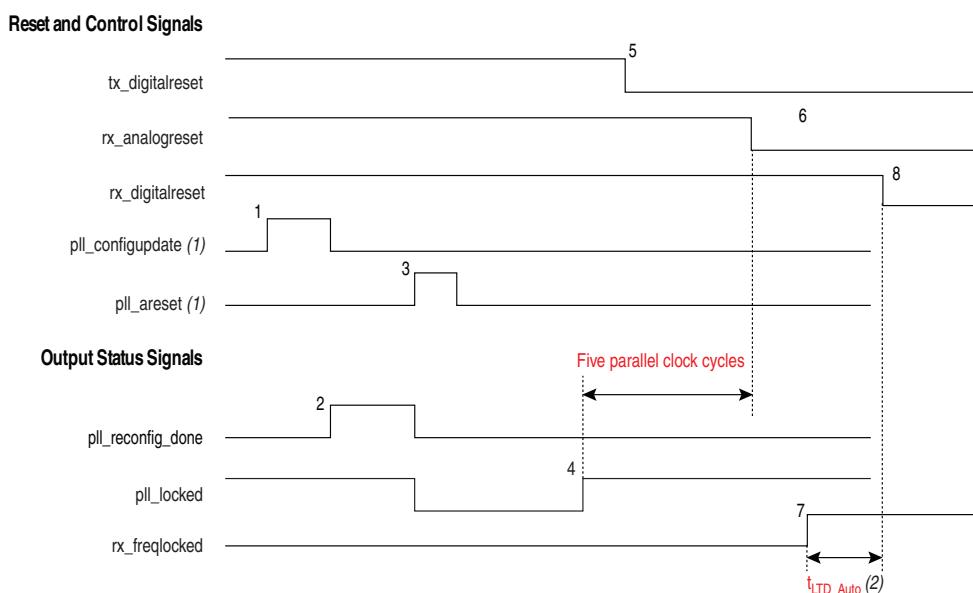 Reset and Control Signals
5
tx_digitalreset
6
rx_analogreset
8
rx_digitalreset
1
pll_configupdate (1)
3
pll_areset (1)
Output Status Signals
Five parallel clock cycles
2
pll_reconfig_done
4
pll_locked
7
rx_freqlocked
tLTD_Auto (2)